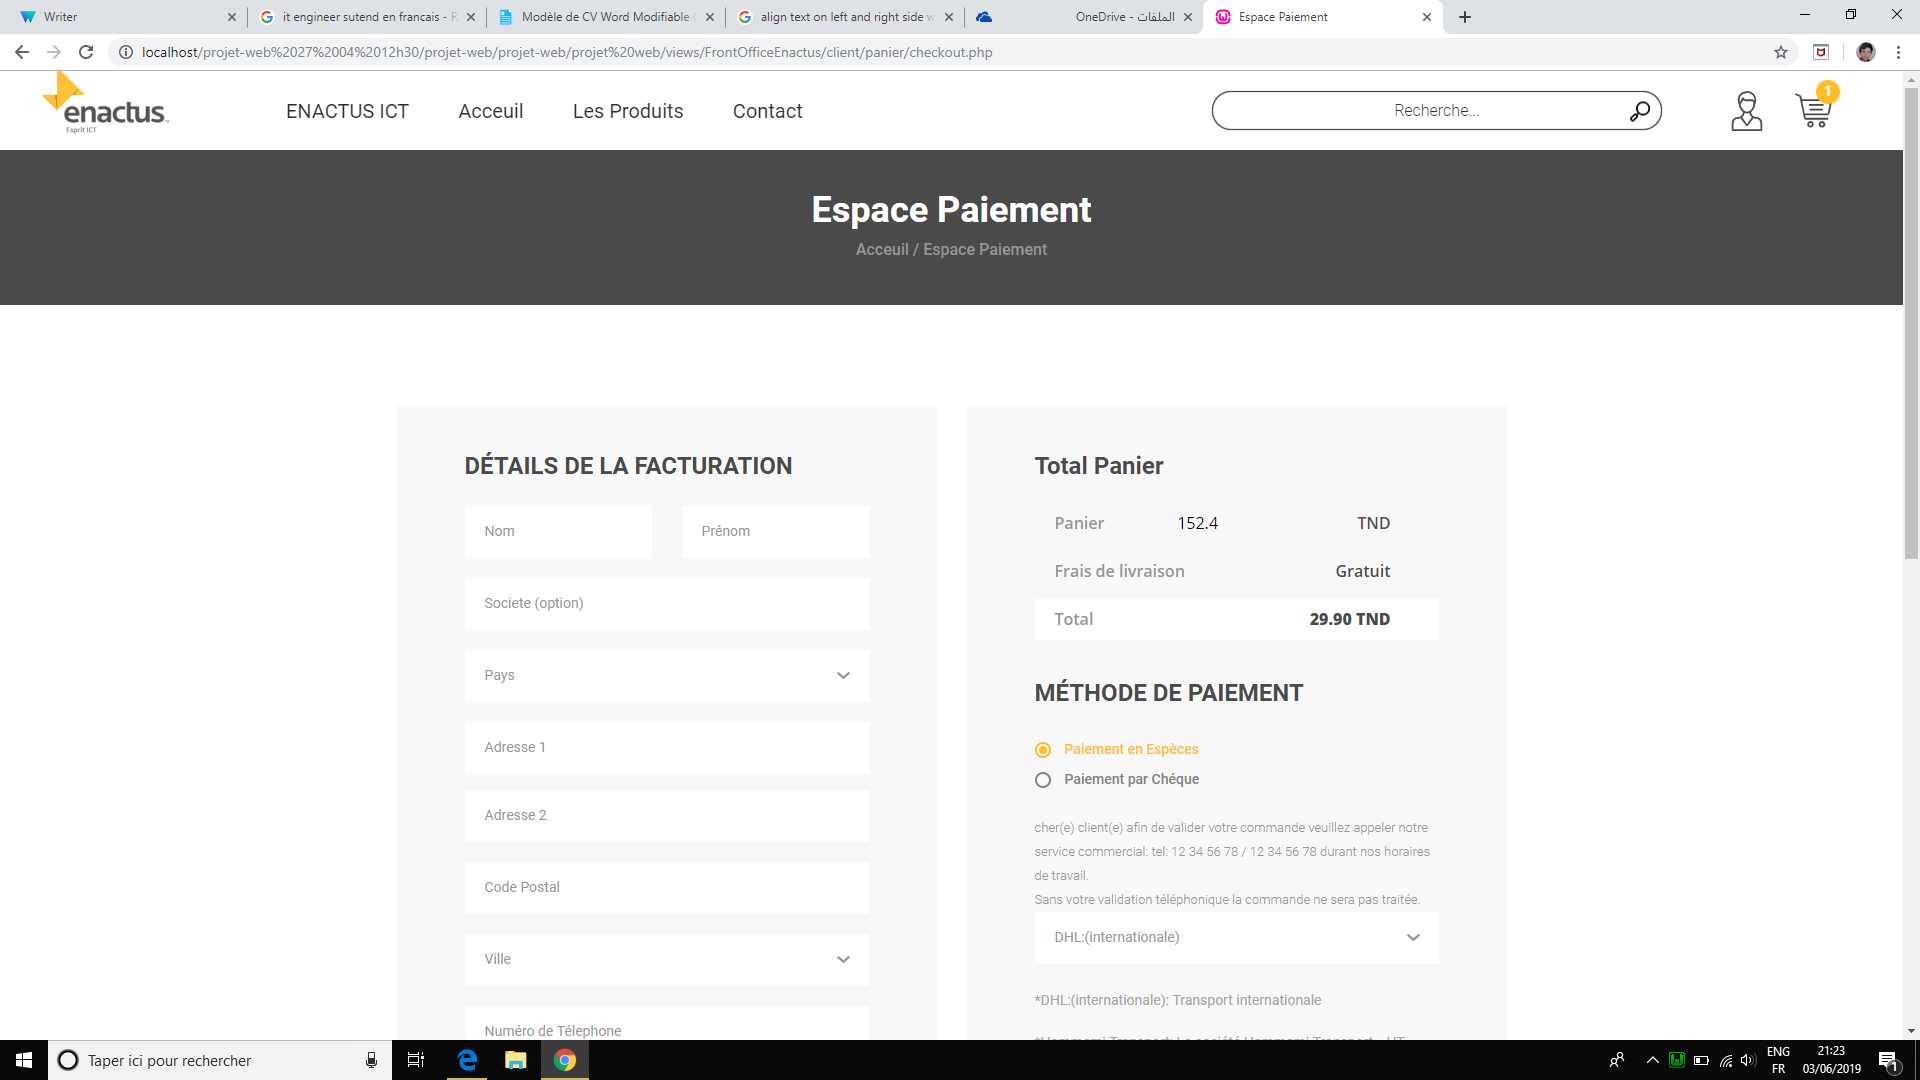 Writer
it engineer sutend en francais - R
Modèle de CV Word Modifiable
align text on left and right side w
OneDrive - الملفات
Espace Paiement
localhost/projet-web%2027%2004%2012h30/projet-web/projet-web/projet%20web/views/FrontOfficeEnactus/client/panier/checkout.php
enactus
Esprit ICT
ENACTUS ICT
Acceuil
Les Produits
Contact
Recherche...
1
Espace Paiement
Acceuil / Espace Paiement
DÉTAILS DE LA FACTURATION
Nom
Prénom
Societe (option)
Pays
Adresse 1
Adresse 2
Code Postal
Ville
Numéro de Télephone
Total Panier
Panier 152.4 TND
Frais de livraison Gratuit
Total 29.90 TND
MÉTHODE DE PAIEMENT
Paiement en Espèces
Paiement par Chéque
cher(e) client(e) afin de valider votre commande veuillez appeler notre
service commercial: tel: 12 34 56 78 / 12 34 56 78 durant nos horaires
de travail.
Sans votre validation téléphonique la commande ne sera pas traitée.
DHL:(internationale)
*DHL:(internationale): Transport internationale
Taper ici pour rechercher
ENG
FR
21:23
03/06/2019
1